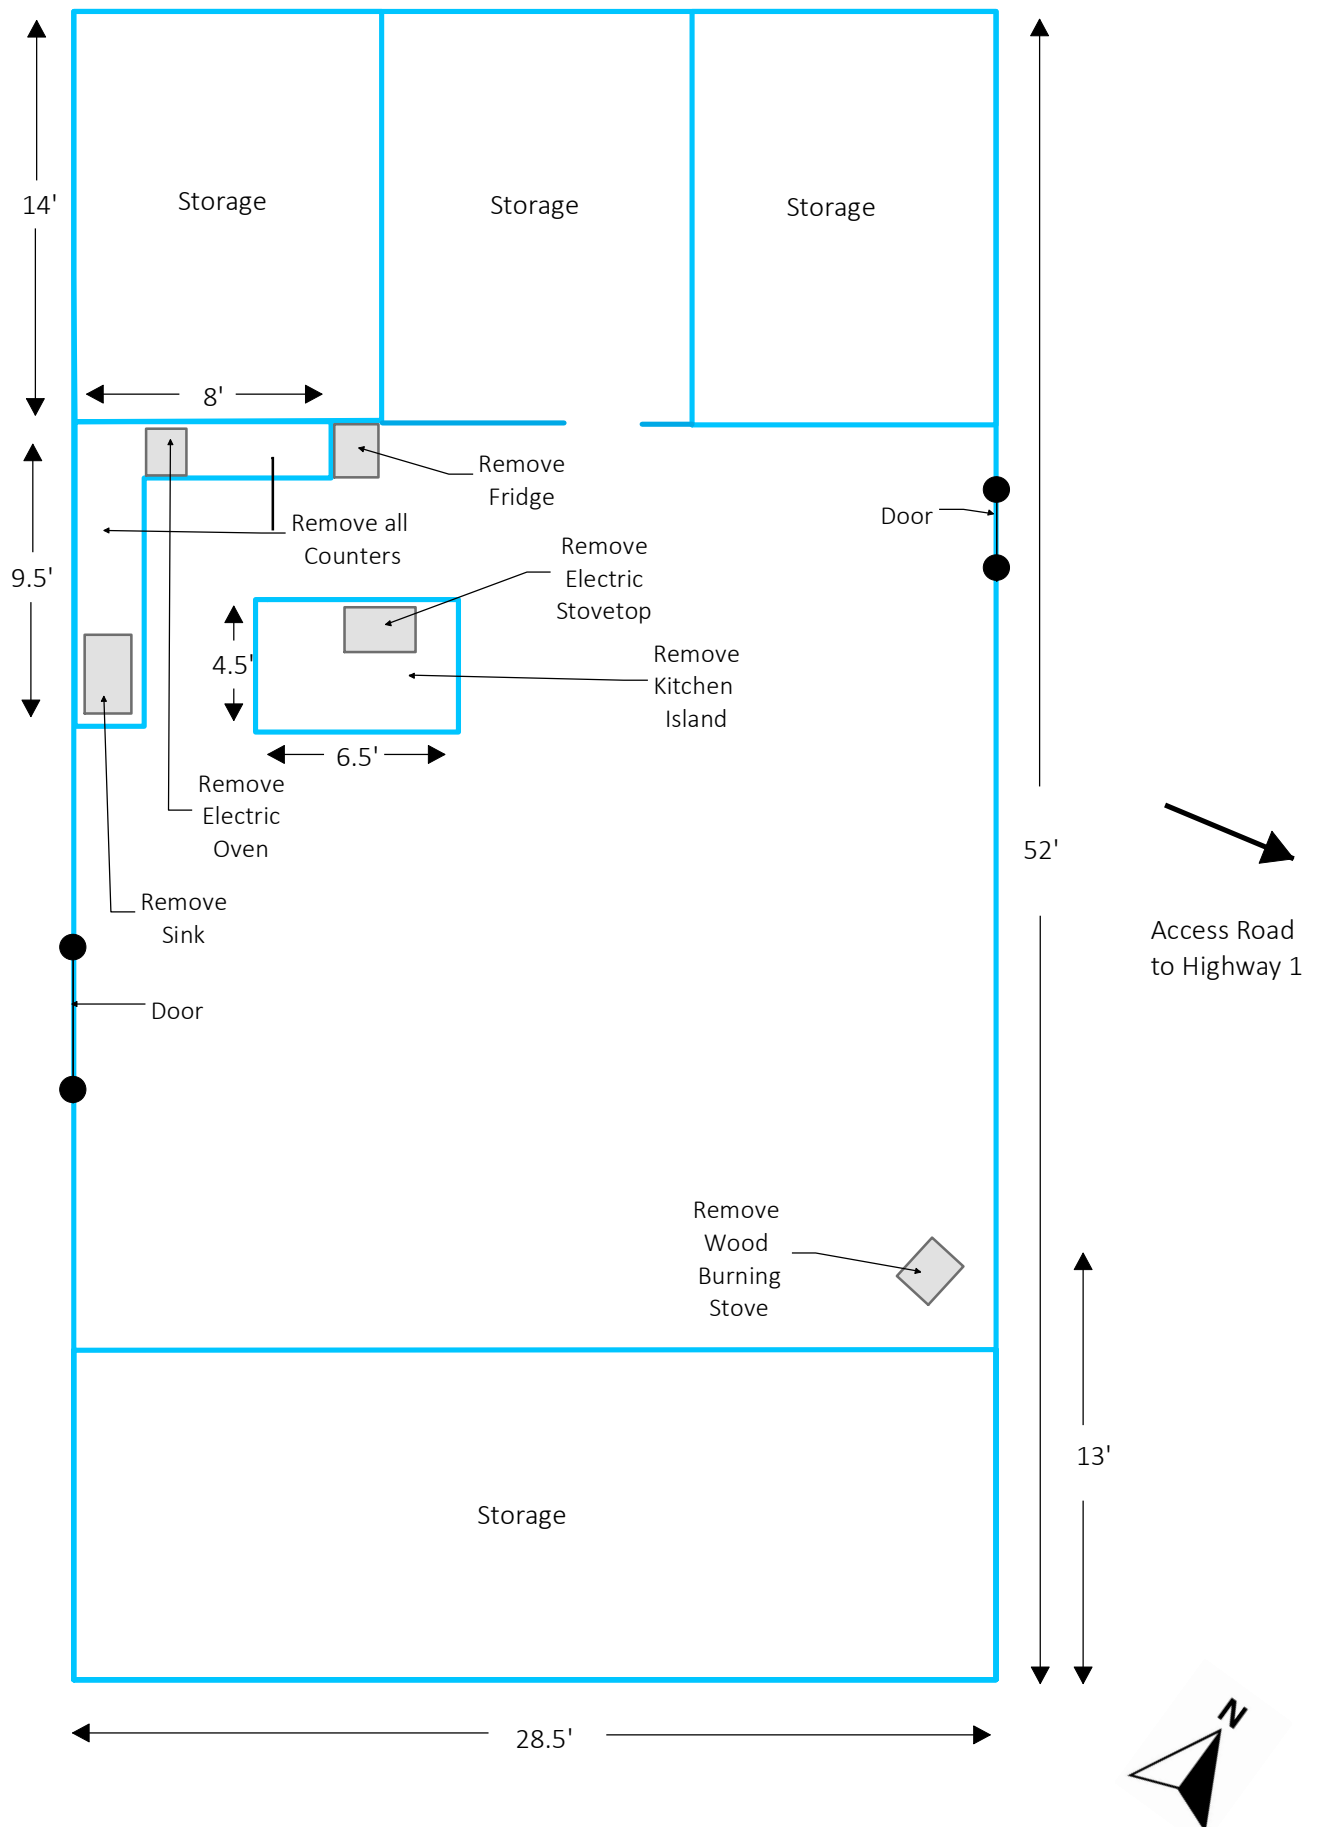 14'
Storage
Storage
Storage
8'
Remove
Fridge
Door
Remove all
Counters
Remove
Electric
Stovetop
9.5'
4.5'
Remove
Kitchen
Island
6.5'
Remove
Electric
Oven
52'
Remove
Sink
Access Road
to Highway 1
Door
Remove
Wood
Burning
Stove
13'
Storage
28.5'
N